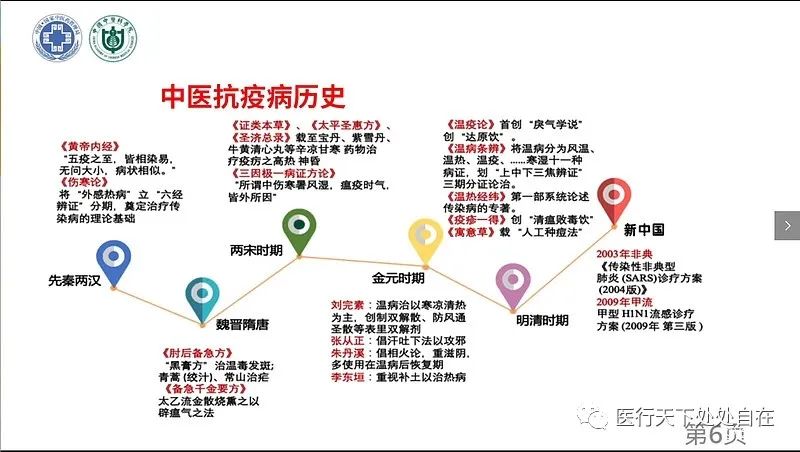 中医抗疫病历史
《黄帝内经》
“五疫之至，皆相染易，
无问大小，病状相似。”
《伤寒论》
将“外感热病”立“六经
辨证”分期，奠定治疗传
染病的理论基础
先秦两汉
魏晋隋唐
《肘后备急方》
“黑膏方”治温毒发斑；
青蒿 (绞汁)、常山治疟
《备急千金要方》
太乙流金散烧熏之以
辟瘟气之法
《证类本草》、《太平圣惠方》、
《圣济总录》载至宝丹、紫雪丹、
牛黄清心丸等辛凉甘寒 药物治
疗疫疠之高热 神昏
《三因极一病证方论》
“所谓中伤寒暑风湿，瘟疫时气，
皆外所因”
两宋时期
金元时期
刘完素：温病治以寒凉清热
为主，创制双解散、防风通
圣散等表里双解剂
张从正：倡汗吐下法以攻邪
朱丹溪：倡相火论，重滋阴，
多使用在温病后恢复期
李东垣：重视补土以治热病
《温疫论》首创“戾气学说”
创“达原饮”。
《温病条辨》将温病分为风温、
温热、温疫、……寒湿十一种
病证，划“上中下三焦辨证”
三期分证论治。
《温热经纬》第一部系统论述
传染病的专著。
《疫疹一得》创“清瘟败毒饮”
《寓意草》载“人工种痘法”
明清时期
新中国
2003年非典
《传染性非典型
肺炎 (SARS)诊疗方案
(2004版)》
2009年甲流
甲型 H1N1流感诊疗
方案 (2009年 第三版 )
医行天下处处自在
第6页